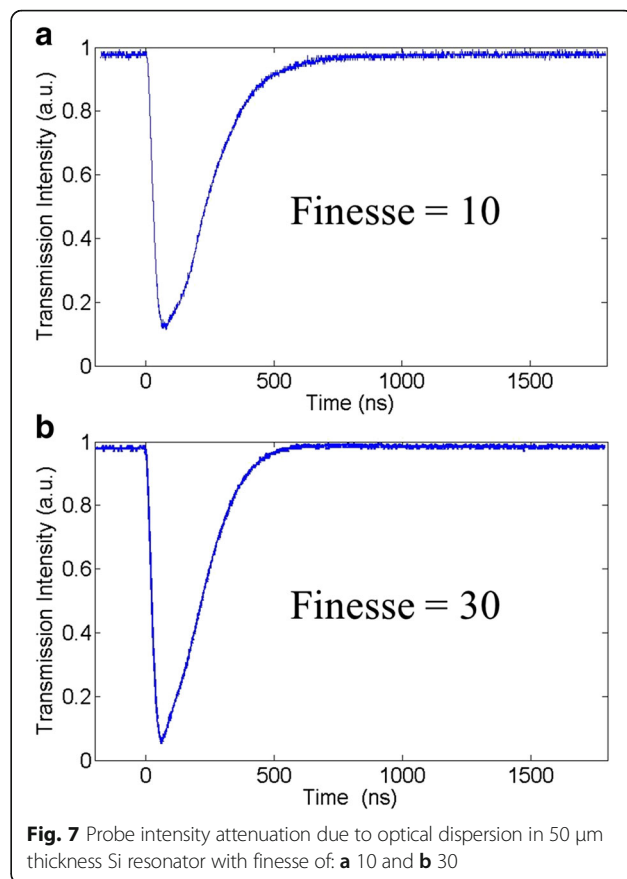 a
1
0.8
0.6
0.4
0.2
0
Transmission Intensity (a.u.)
Finesse = 10
0 500 1000 1500
Time (ns)
b
1
0.8
0.6
0.4
0.2
0
Transmission Intensity (a.u.)
Finesse = 30
0 500 1000 1500
Time (ns)
Fig. 7 Probe intensity attenuation due to optical dispersion in 50 μm
thickness Si resonator with finesse of: a 10 and b 30